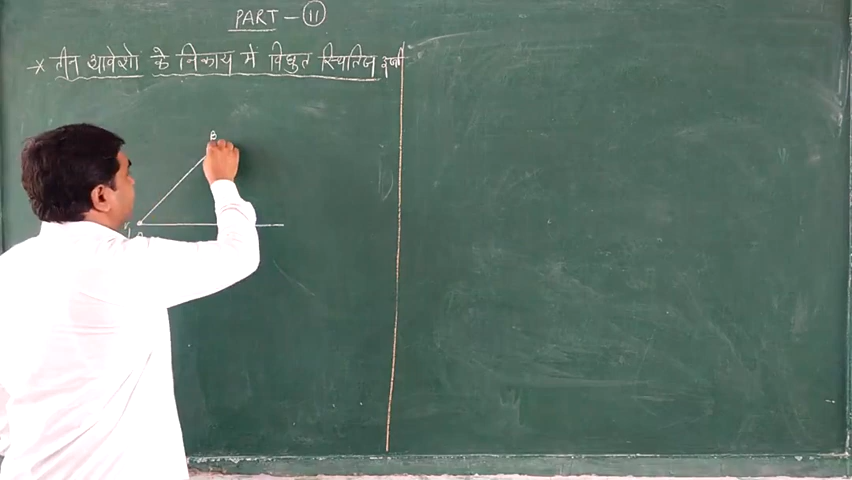 PART - 11
* तीन आवेशो के निकाय मे विधुत स्थितिज ऊर्जा
B